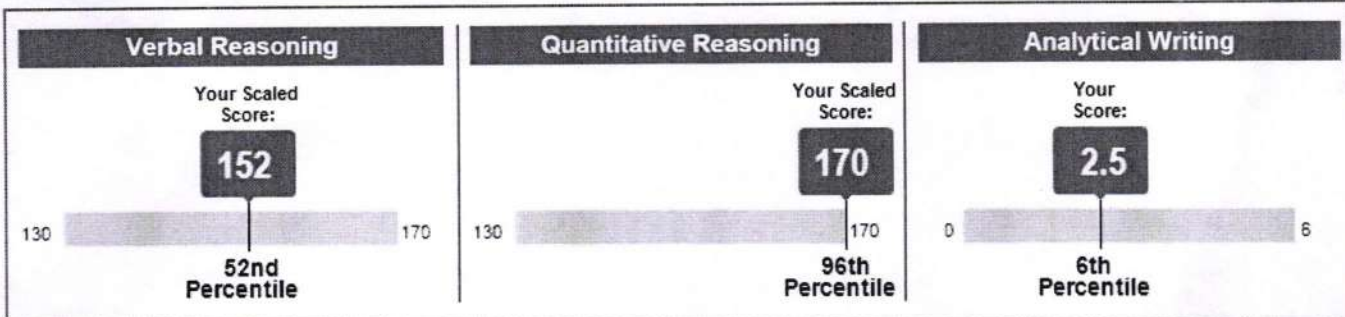 Verbal Reasoning
Your Scaled
Score:
152
130
170
52nd
Percentile
Quantitative Reasoning
Your Scaled
Score:
170
130
170
96th
Percentile
Analytical Writing
Your
Score:
2.5
0
6
6th
Percentile